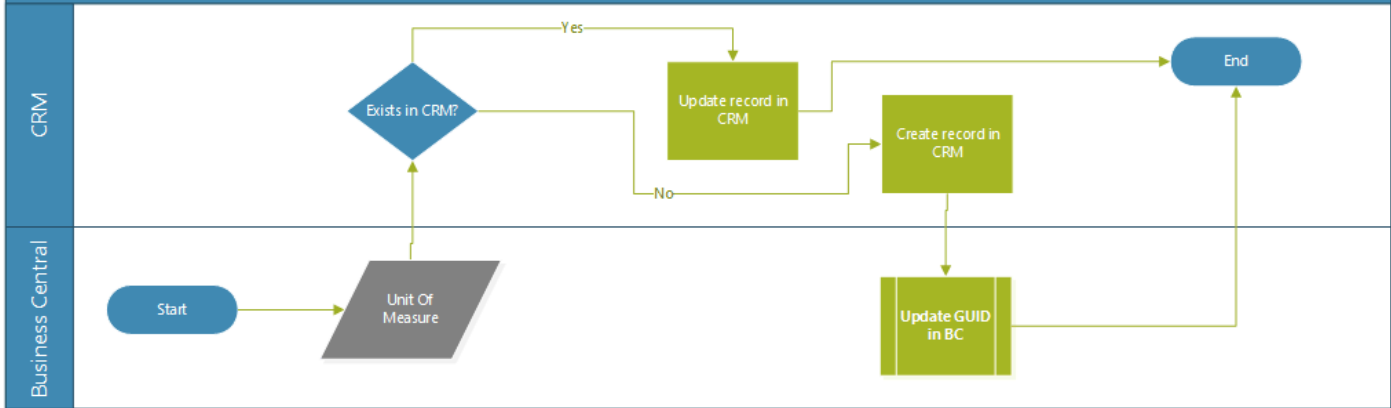 CRM
Yes
Exists in CRM?
Update record in
CRM
End
Create record in
CRM
No
Business Central
Start
Unit Of
Measure
Update GUID
in BC